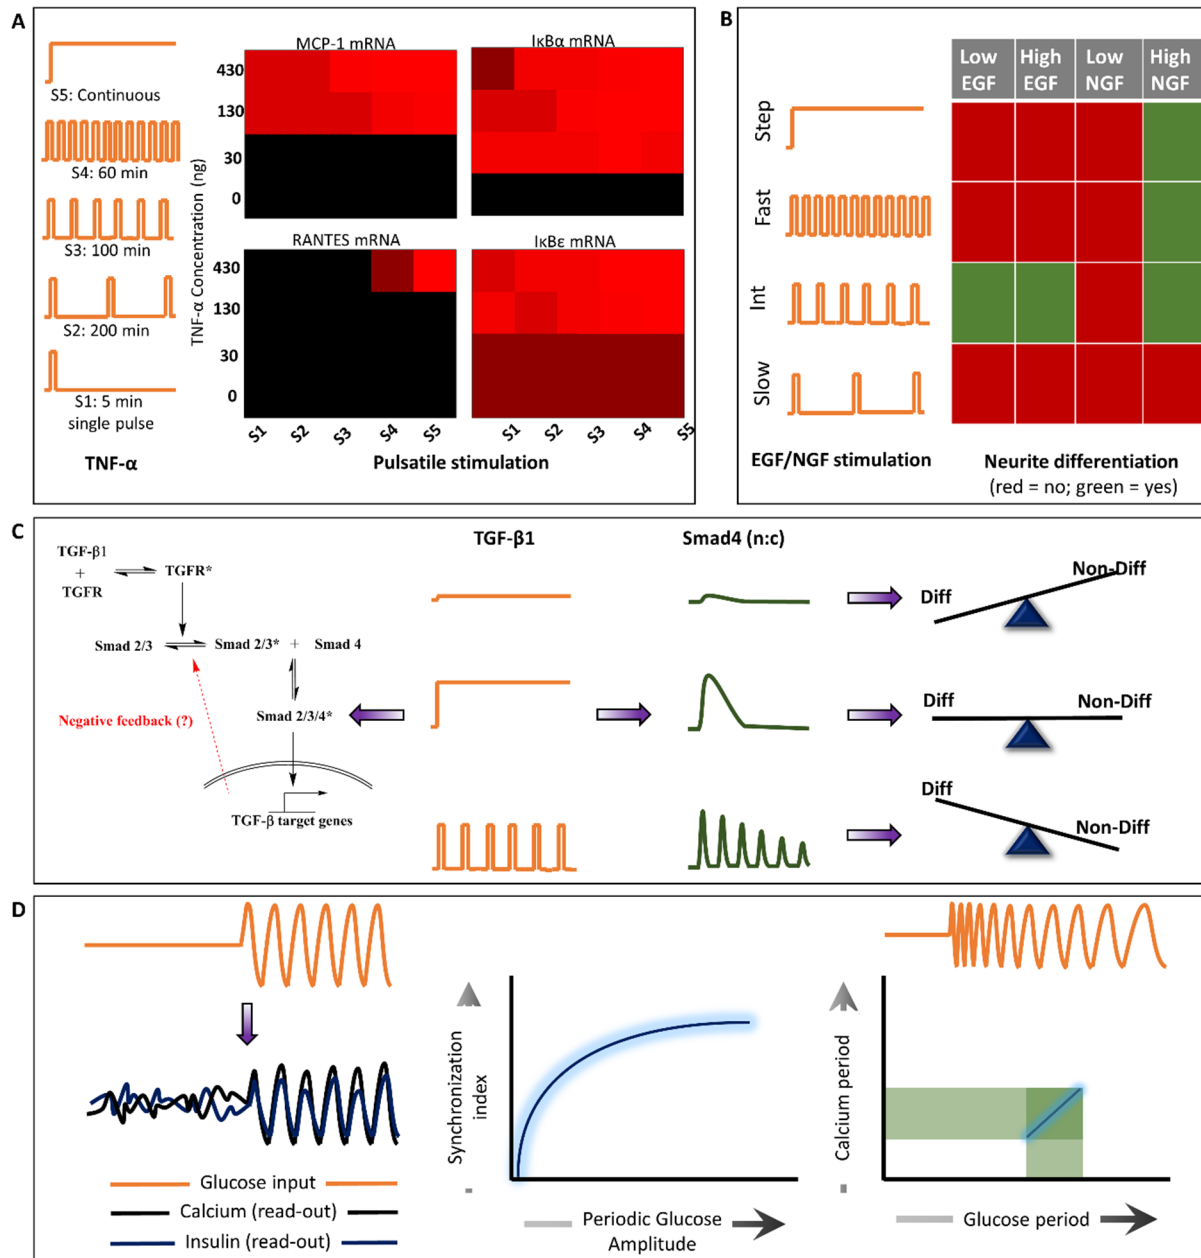 A
S5: Continuous
S4: 60 min
S3: 100 min
S2: 200 min
S1: 5 min
single pulse
TNF-α
TNF-α Concentration (ng)
MCP-1 mRNA
430
130
30
0
IκBα mRNA
RANTES mRNA
430
130
30
0
IκBε mRNA
S1 S2 S3 S4 S5
S1 S2 S3 S4 S5
Pulsatile stimulation
B
Low EGF
High EGF
Low NGF
High NGF
Step
Fast
Int
Slow
EGF/NGF stimulation
Neurite differentiation
(red = no; green = yes)
C
TGF-β1
+
TGFR
TGFR*
Smad 2/3
Smad 2/3* + Smad 4
Negative feedback (?)
Smad 2/3/4*
TGF-β target genes
TGF-β1
Smad4 (n:c)
Diff
Non-Diff
Diff
Non-Diff
Diff
Non-Diff
D
Glucose input
Calcium (read-out)
Insulin (read-out)
Synchronization
index
Periodic Glucose
Amplitude
Calcium period
Glucose period